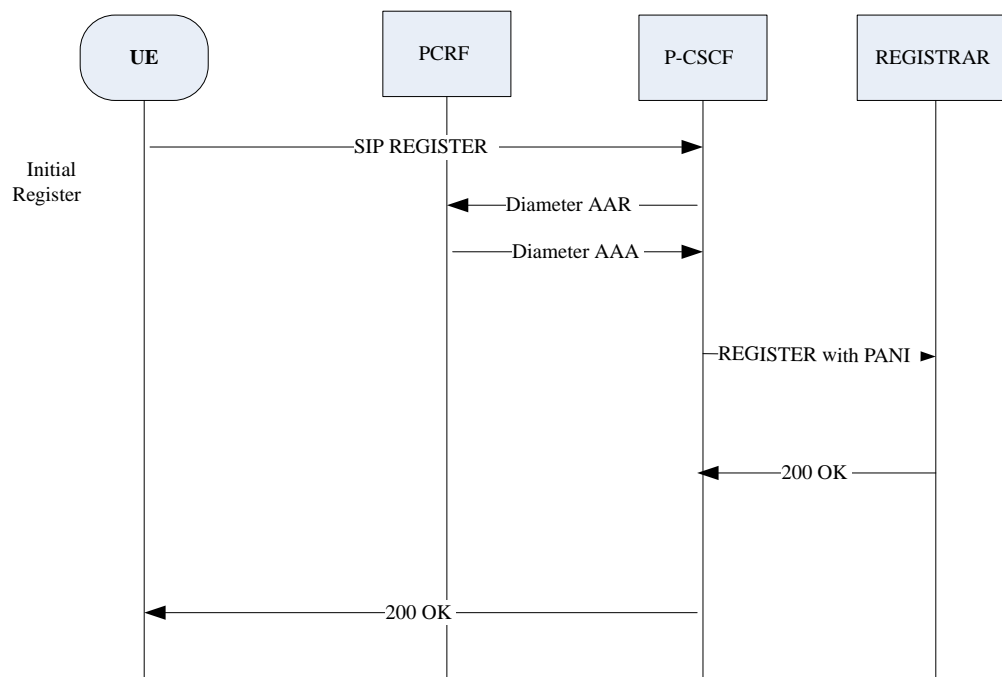 UE
PCRF
P-CSCF
REGISTRAR
SIP REGISTER
Initial
Register
Diameter AAR
Diameter AAA
REGISTER with PANI
200 OK
200 OK